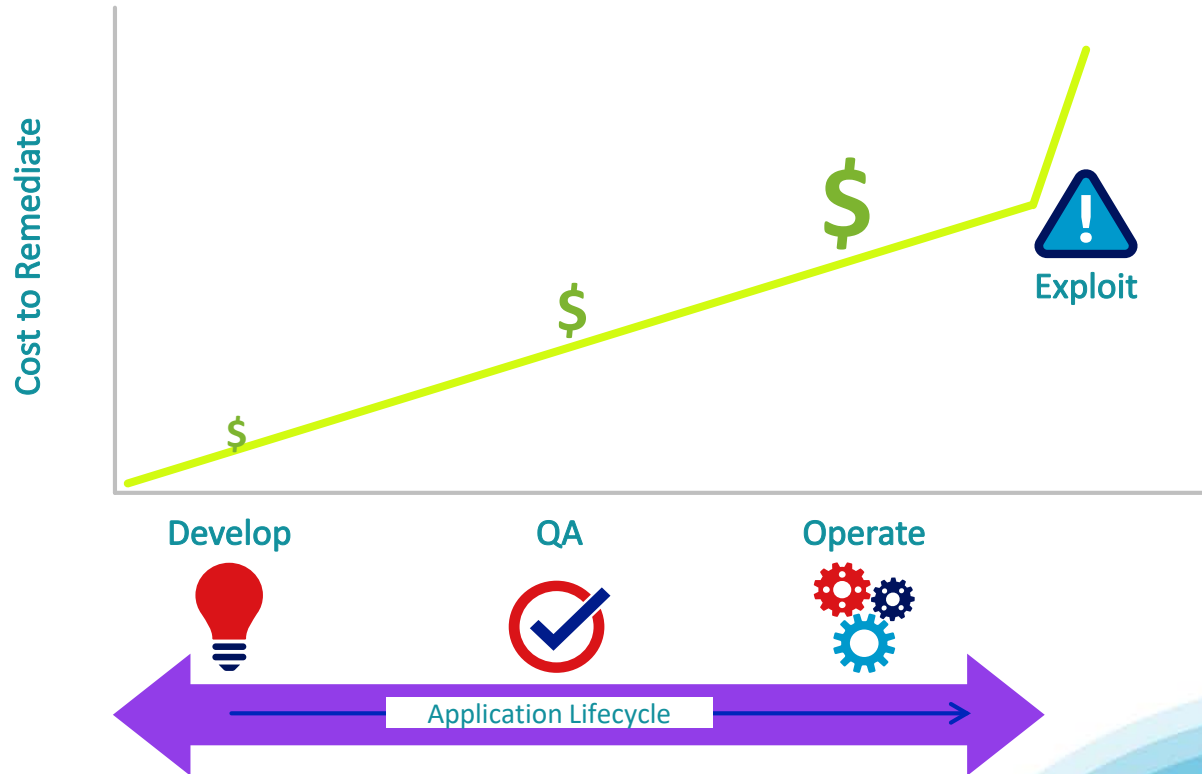 Cost to Remediate
$
$
$
!
Exploit
Develop
QA
Operate
Application Lifecycle